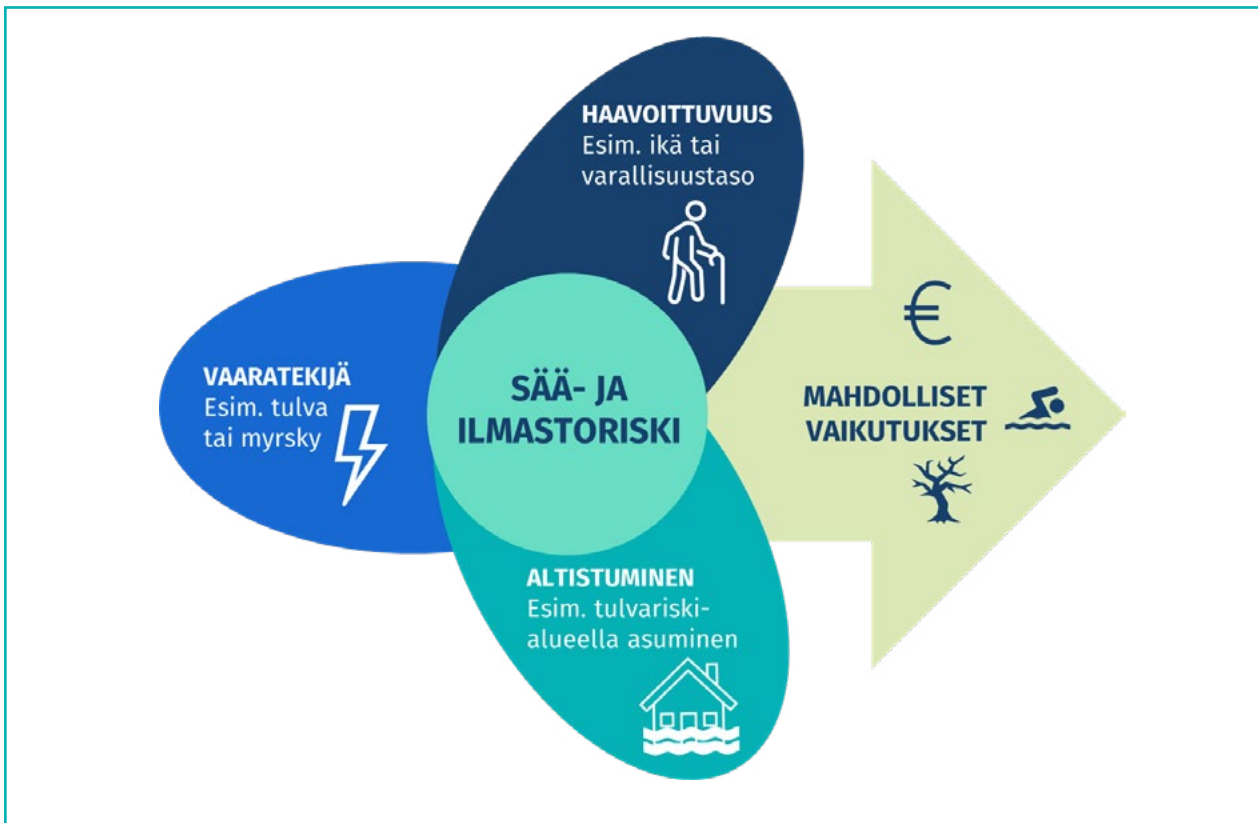 HAAVOITTUVUUS
Esim. ikä tai
varallisuustaso
VAARATEKIJÄ
Esim. tulva
tai myrsky
SÄÄ- JA
ILMASTORISKI
€
MAHDOLLISET
VAIKUTUKSET
ALTISTUMINEN
Esim. tulvariski-
alueella asuminen